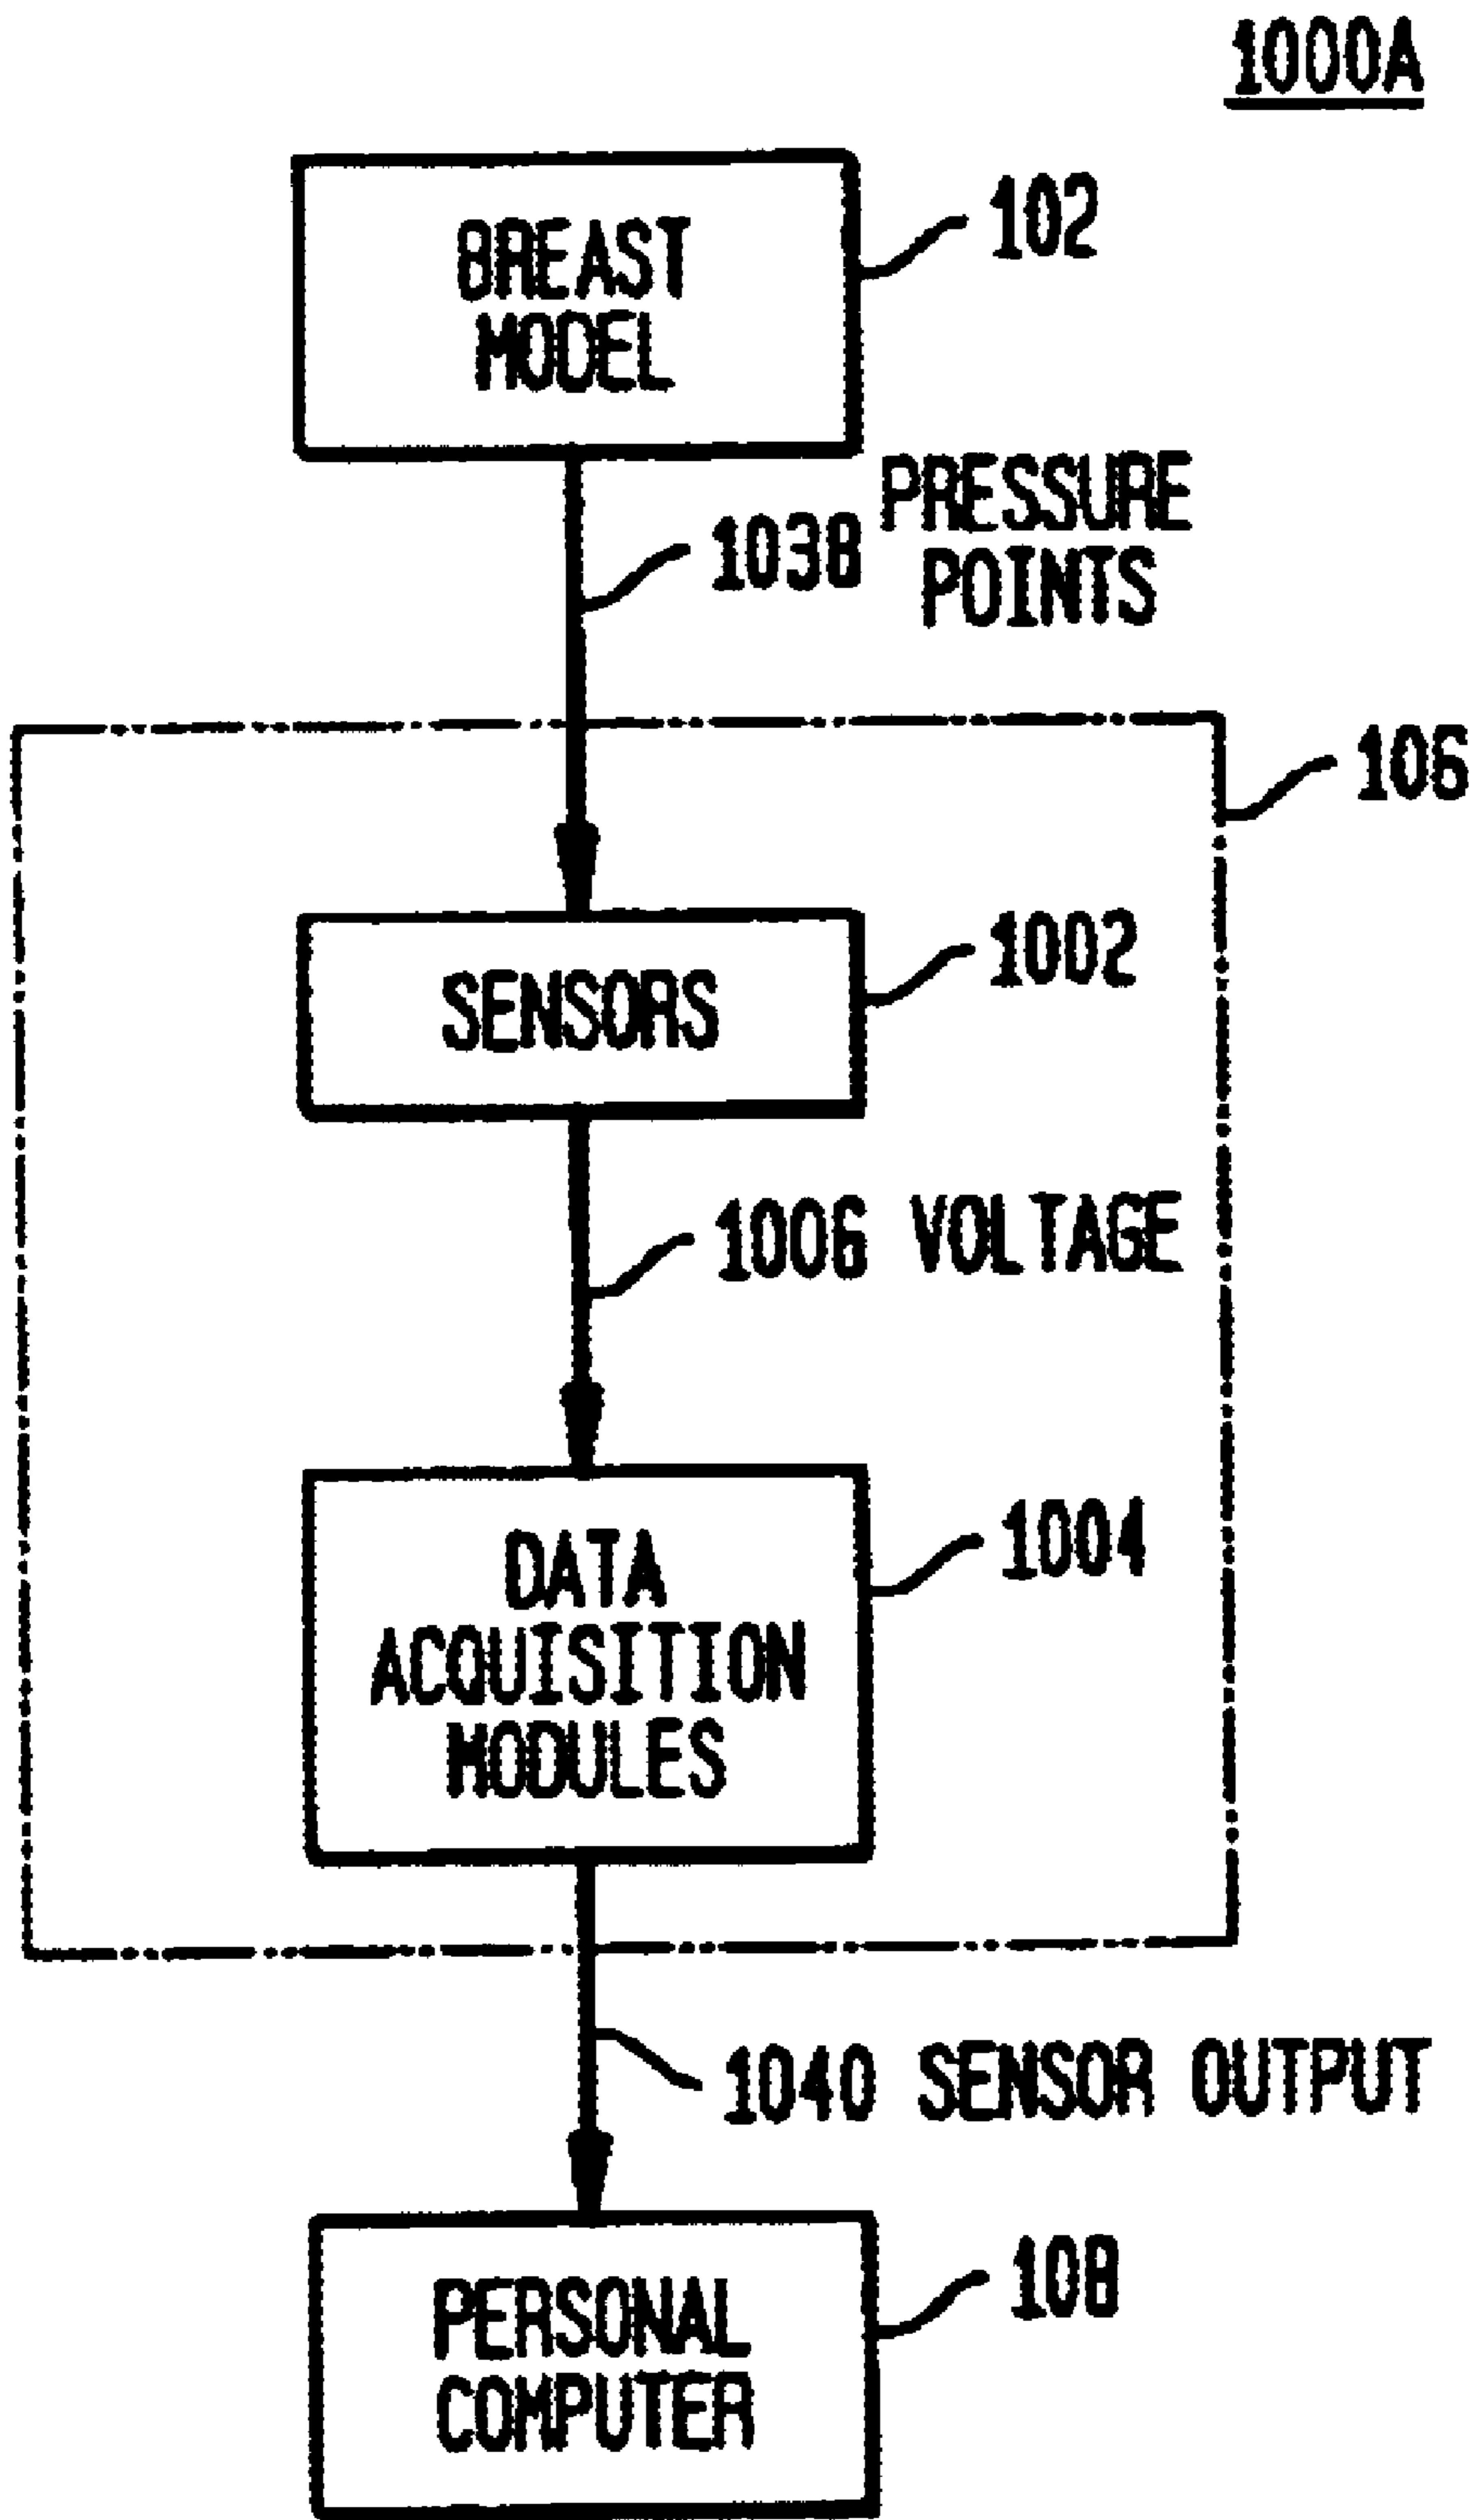 1000A
BREAST
MODEL
102
PRESSURE
POINTS
1038
106
SENSORS
1002
1006 VOLTAGE
DATA
ACQUISITION
MODULES
1004
1040 SENSOR OUTPUT
PERSONAL
COMPUTER
108